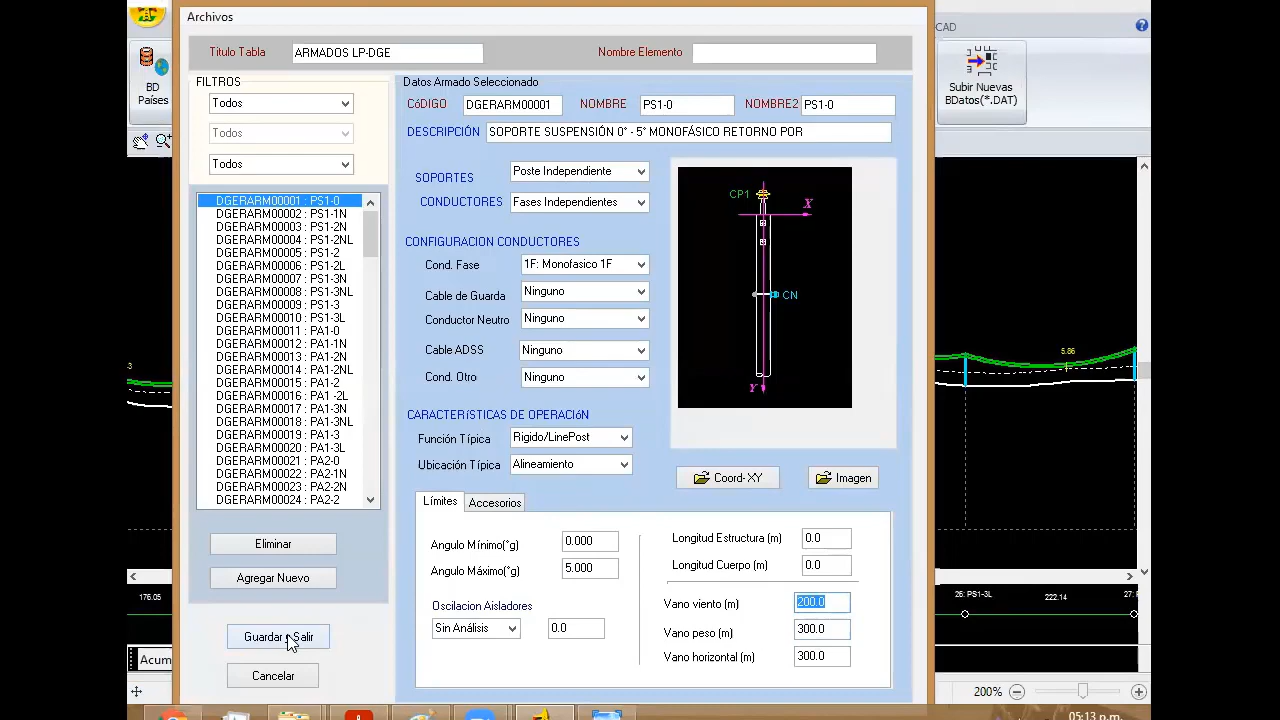 Archivos
CAD
Título Tabla ARMADOS LP-DGE Nombre Elemento
BD
Países
Subir Nuevas
BDatos(*.DAT)
FILTROS
Todos
Todos
Todos
Datos Armado Seleccionado
CóDIGO DGERARM00001 NOMBRE PS1-0 NOMBRE2 PS1-0
DESCRIPCIÓN SOPORTE SUSPENSIÓN 0° - 5° MONOFÁSICO RETORNO POR
SOPORTES Poste Independiente
CONDUCTORES Fases Independientes
CONFIGURACION CONDUCTORES
Cond. Fase 1F: Monofasico 1F
Cable de Guarda Ninguno
Conductor Neutro Ninguno
Cable ADSS Ninguno
Cond. Otro Ninguno
CP1
X
CN
Y
DGERARM00001 : PS1-0
DGERARM00002 : PS1-1N
DGERARM00003 : PS1-2N
DGERARM00004 : PS1-2NL
DGERARM00005 : PS1-2
DGERARM00006 : PS1-2L
DGERARM00007 : PS1-3N
DGERARM00008 : PS1-3NL
DGERARM00009 : PS1-3
DGERARM00010 : PS1-3L
DGERARM00011 : PA1-0
DGERARM00012 : PA1-1N
DGERARM00013 : PA1-2N
DGERARM00014 : PA1-2NL
DGERARM00015 : PA1-2
DGERARM00016 : PA1 -2L
DGERARM00017 : PA1-3N
DGERARM00018 : PA1-3NL
DGERARM00019 : PA1-3
DGERARM00020 : PA1-3L
DGERARM00021 : PA2-0
DGERARM00022 : PA2-1N
DGERARM00023 : PA2-2N
DGERARM00024 : PA2-2
CARACTERíSTICAS DE OPERACIóN
Función Típica Rigido/LinePost
Ubicación Típica Alineamiento
Coord- XY
Imagen
Límites Accesorios
Angulo Mínimo(°g) 0.000
Angulo Máximo(°g) 5.000
Oscilacion Aisladores
Sin Análisis 0.0
Longitud Estructura (m) 0.0
Longitud Cuerpo (m) 0.0
Vano viento (m) 200.0
Vano peso (m) 300.0
Vano horizontal (m) 300.0
Eliminar
Agregar Nuevo
Guardar Salir
Cancelar
3
5.86
176.05
26: PS1-3L
222.14
27:
Acum
200%
05:13 p.m.